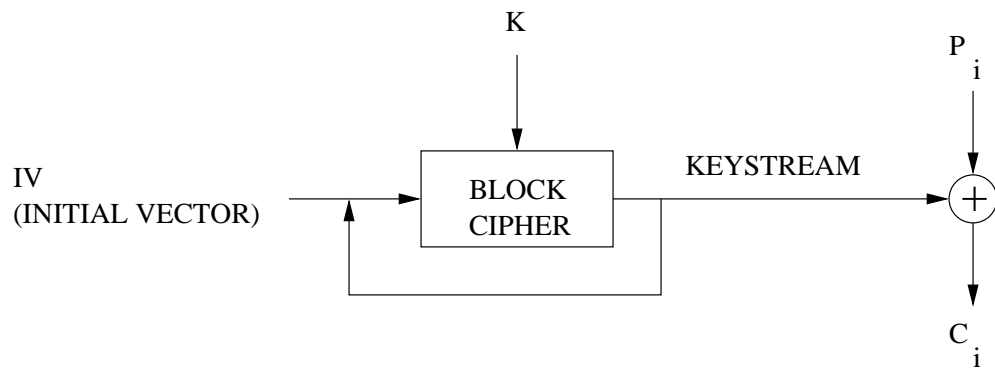 K
P i
IV
(INITIAL VECTOR)
BLOCK
CIPHER
KEYSTREAM
+
C i